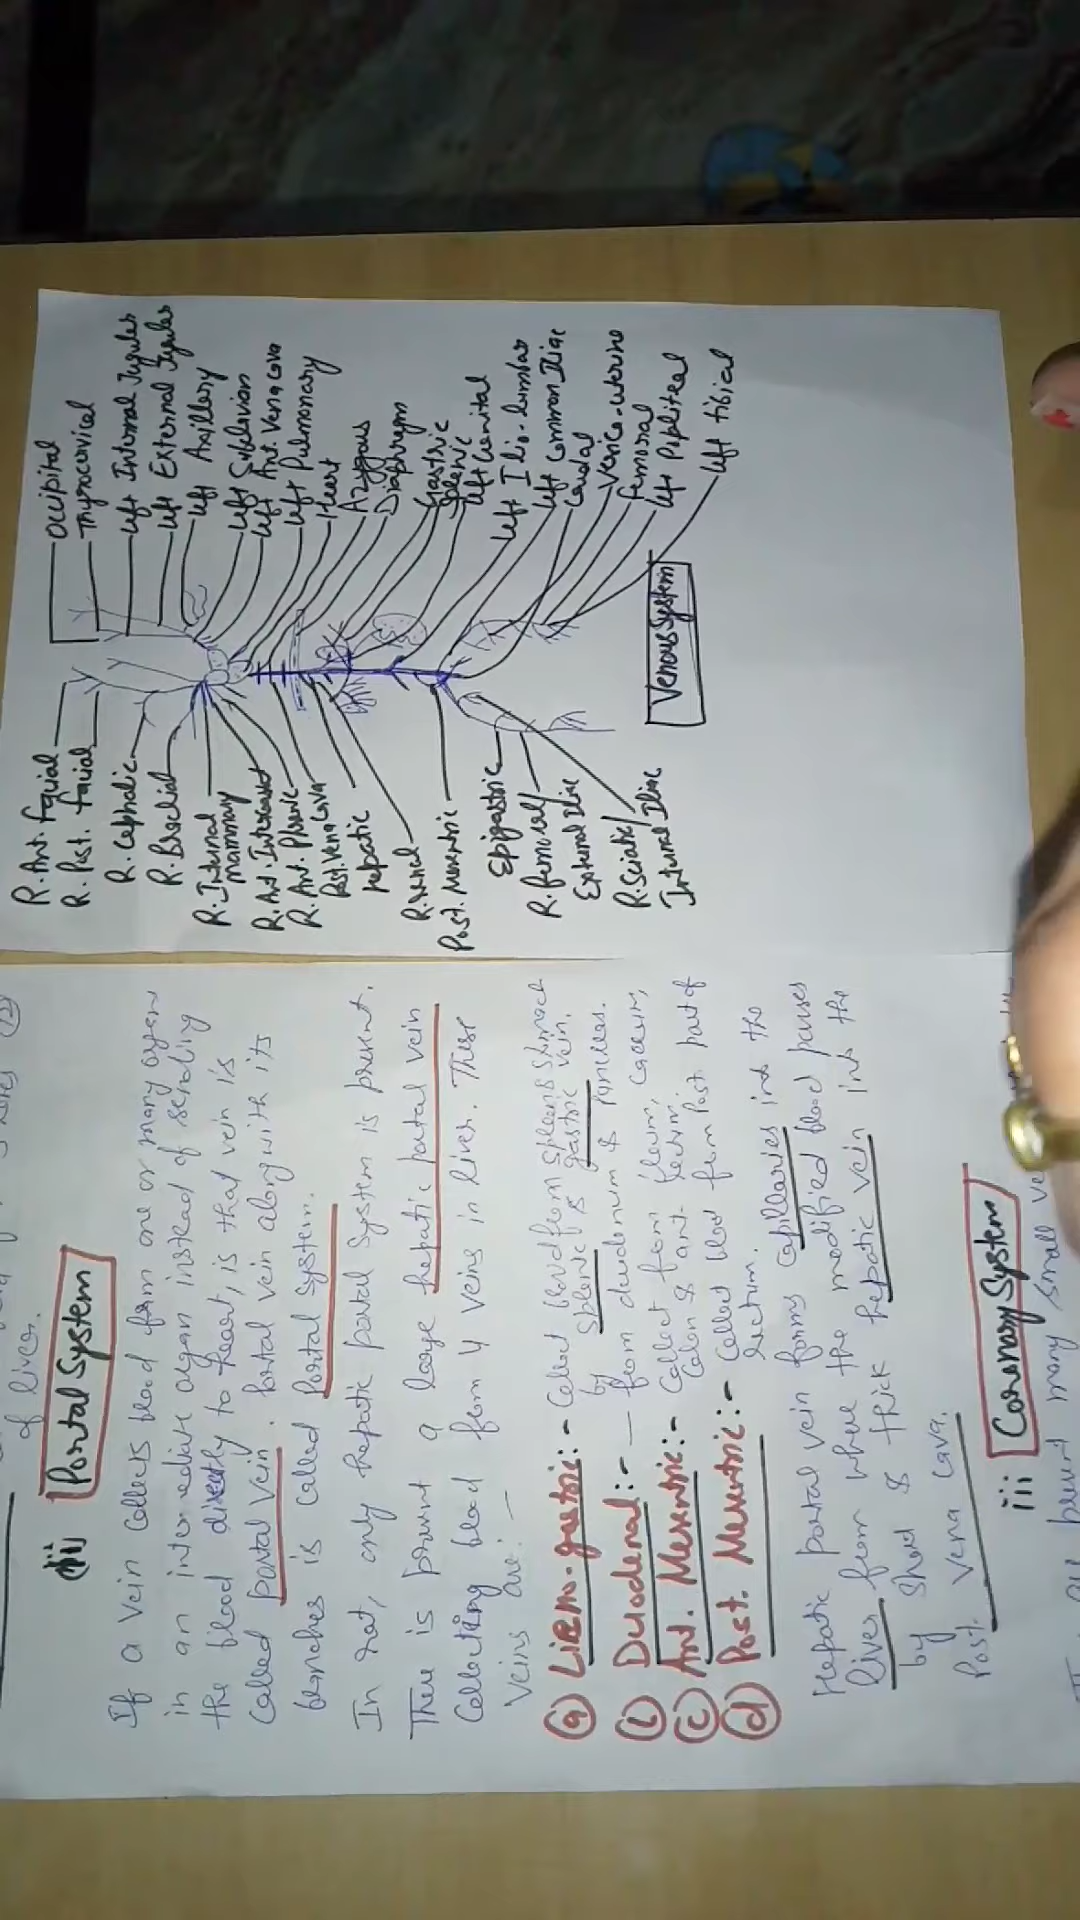 of liver.
ii Portal System
If a vein collects blood from one or many organ
in an intermediate organ instead of sending
the blood directly to heart, is that vein is
called portal vein. Portal vein along with its
branches is called Portal System.
In rat, only hepatic portal System is present.
There is present a large hepatic portal vein
Collecting blood from 4 veins in liver. These
veins are:-
(a) Lieno-gastric:- Collect blood from spleen & stomach
by splenic & gastric vein.
Duodenal:- — from duodenum & pancreas.
(c) Ant. Mesentric:- Collect from ileum, caecum,
Colon & ant. rectum.
(d) Post. Mesentric:- Collect blood from Post. part of
rectum.
Hepatic portal vein forms capillaries into the
liver from where the modified blood passes
by short & thick hepatic vein into the
Post. Vena Cava.
iii Coronary System
present many small ve
R. Ant. facial
R. Post. facial
R. Cephalic
R. Brachial
R. Internal
mammary
R. Ant. Intercostal
R. Ant. Phrenic
Post. Vena Cava
hepatic
R. renal
Post. Mesentric
Epigastric
R. femoral/
External Iliac
R. Sciatic/
Internal Iliac
Occipital
Thyrocervical
Left Internal Jugular
Left External Jugular
Left Axillary
Left Subclavian
Left Ant. Vena Cava
Left Pulmonary
Heart
Azygous
Diaphragm
Gastric
Splenic
Left Genital
Left Ilio-lumbar
Left Common Iliac
Caudal
Vesico-uterine
femoral
Left Popliteal
Left tibial
Venous System